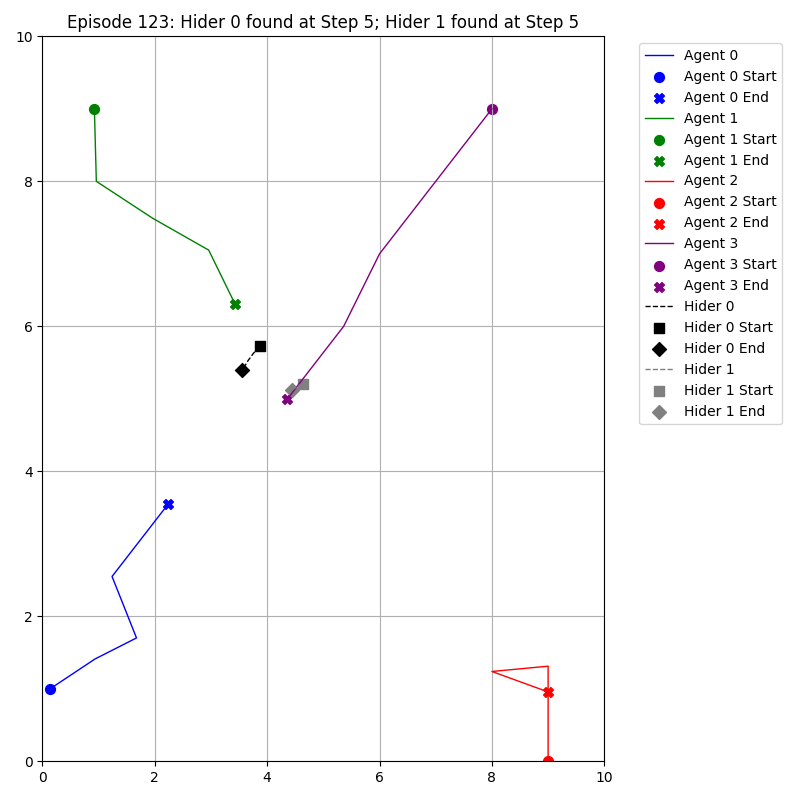 Episode 123: Hider 0 found at Step 5; Hider 1 found at Step 5
10
8
6
4
2
0
0 2 4 6 8 10
Agent 0
Agent 0 Start
Agent 0 End
Agent 1
Agent 1 Start
Agent 1 End
Agent 2
Agent 2 Start
Agent 2 End
Agent 3
Agent 3 Start
Agent 3 End
Hider 0
Hider 0 Start
Hider 0 End
Hider 1
Hider 1 Start
Hider 1 End